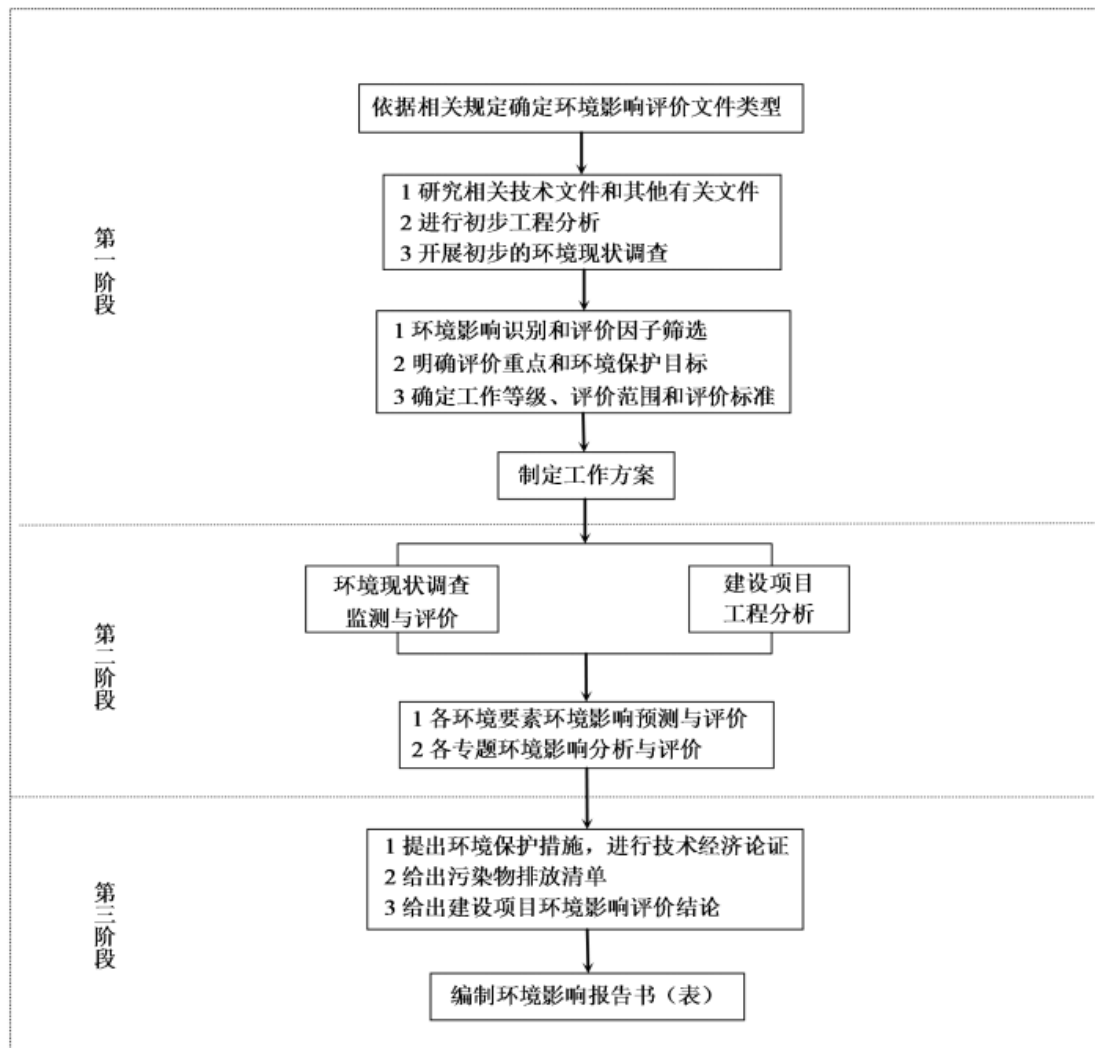 依据相关规定确定环境影响评价文件类型
1 研究相关技术文件和其他有关文件
2 进行初步工程分析
3 开展初步的环境现状调查
第一阶段
1 环境影响识别和评价因子筛选
2 明确评价重点和环境保护目标
3 确定工作等级、评价范围和评价标准
制定工作方案
环境现状调查
监测与评价
建设项目
工程分析
第二阶段
1 各环境要素环境影响预测与评价
2 各专题环境影响分析与评价
1 提出环境保护措施，进行技术经济论证
2 给出污染物排放清单
3 给出建设项目环境影响评价结论
第三阶段
编制环境影响报告书（表）